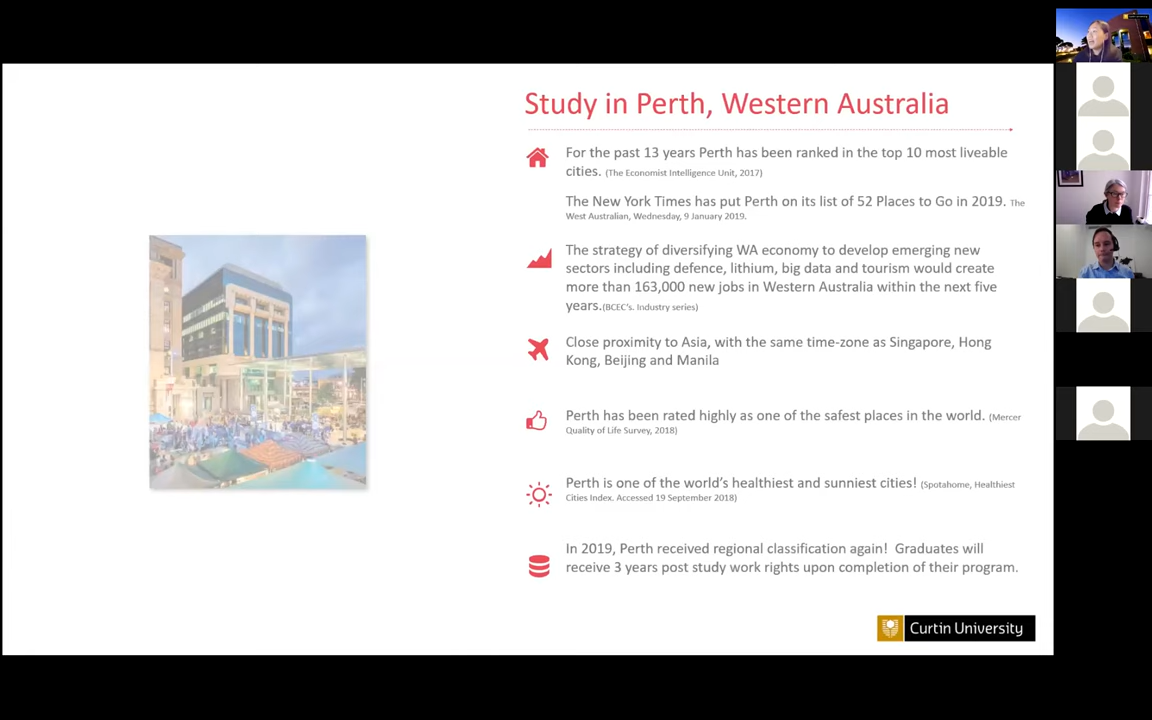 Study in Perth, Western Australia
For the past 13 years Perth has been ranked in the top 10 most liveable
cities. (The Economist Intelligence Unit, 2017)
The New York Times has put Perth on its list of 52 Places to Go in 2019. The
West Australian, Wednesday, 9 January 2019.
The strategy of diversifying WA economy to develop emerging new
sectors including defence, lithium, big data and tourism would create
more than 163,000 new jobs in Western Australia within the next five
years.(BCEC's. Industry series)
Close proximity to Asia, with the same time-zone as Singapore, Hong
Kong, Beijing and Manila
Perth has been rated highly as one of the safest places in the world. (Mercer
Quality of Life Survey, 2018)
Perth is one of the world's healthiest and sunniest cities! (Spotahome, Healthiest
Cities Index. Accessed 19 September 2018)
In 2019, Perth received regional classification again! Graduates will
receive 3 years post study work rights upon completion of their program.
Curtin University